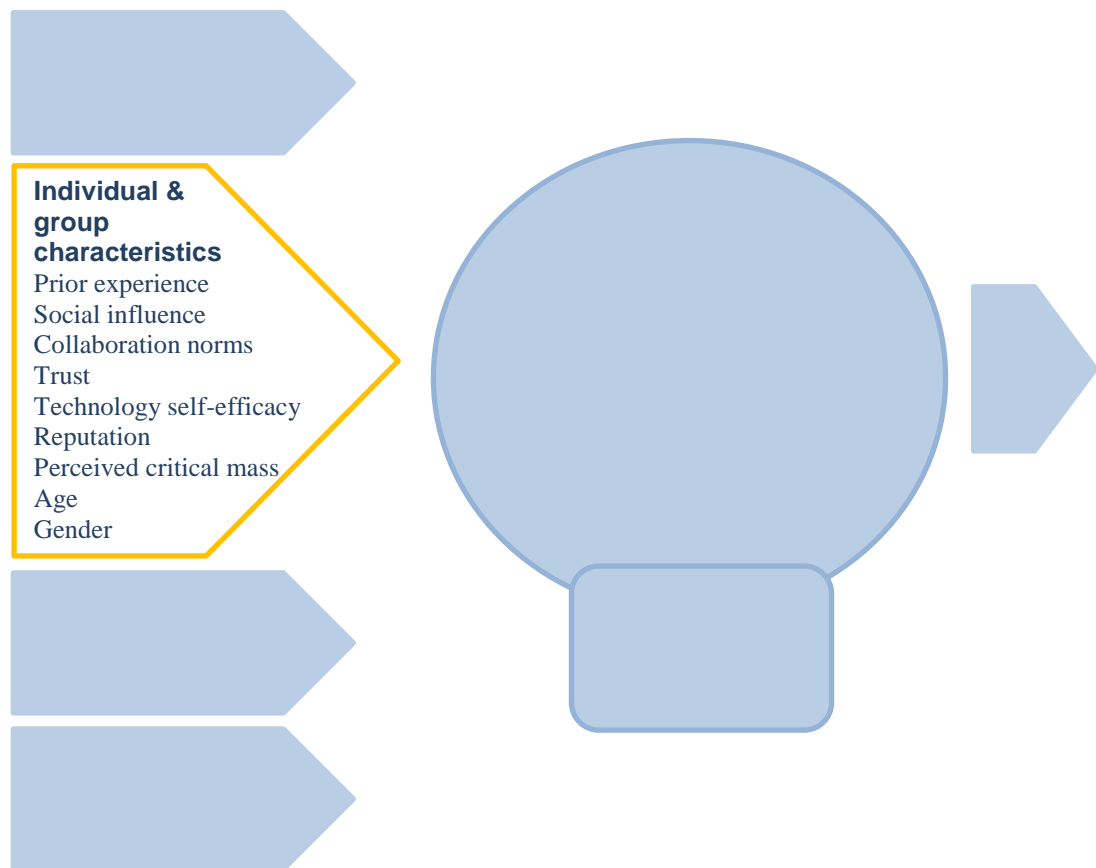 Individual &
group
characteristics
Prior experience
Social influence
Collaboration norms
Trust
Technology self-efficacy
Reputation
Perceived critical mass
Age
Gender